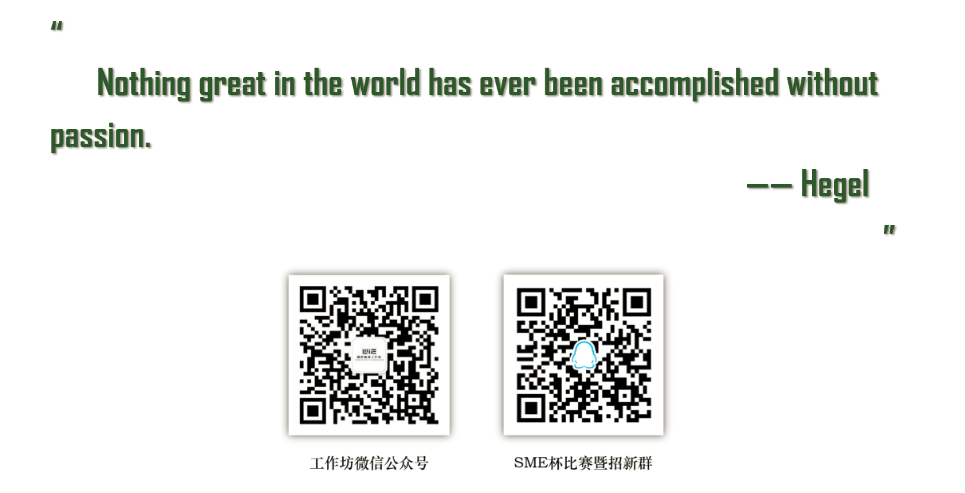 “
Nothing great in the world has ever been accomplished without
passion.
—— Hegel
”
工作坊微信公众号
SME杯比赛暨招新群